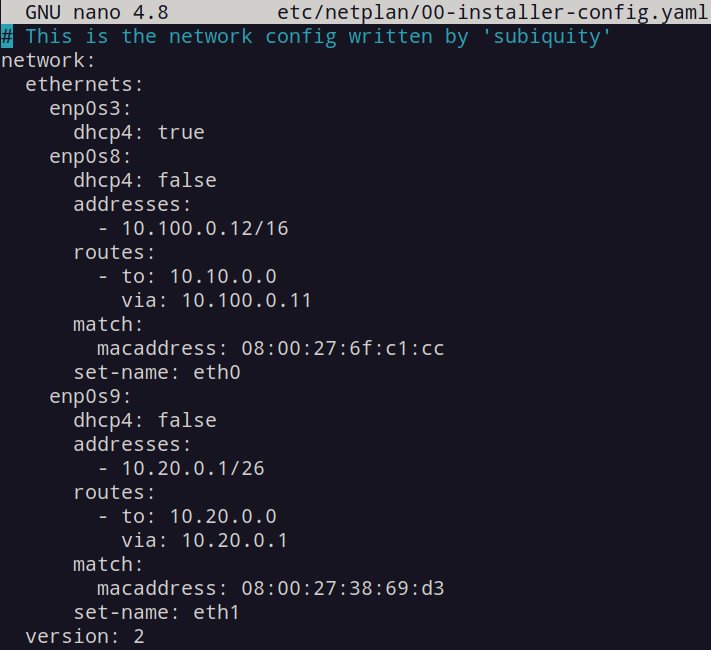 GNU nano 4.8 etc/netplan/00-installer-config.yaml
# This is the network config written by 'subiquity'
network:
  ethernets:
    enp0s3:
      dhcp4: true
    enp0s8:
      dhcp4: false
      addresses:
        - 10.100.0.12/16
      routes:
        - to: 10.10.0.0
          via: 10.100.0.11
      match:
        macaddress: 08:00:27:6f:c1:cc
      set-name: eth0
    enp0s9:
      dhcp4: false
      addresses:
        - 10.20.0.1/26
      routes:
        - to: 10.20.0.0
          via: 10.20.0.1
      match:
        macaddress: 08:00:27:38:69:d3
      set-name: eth1
  version: 2